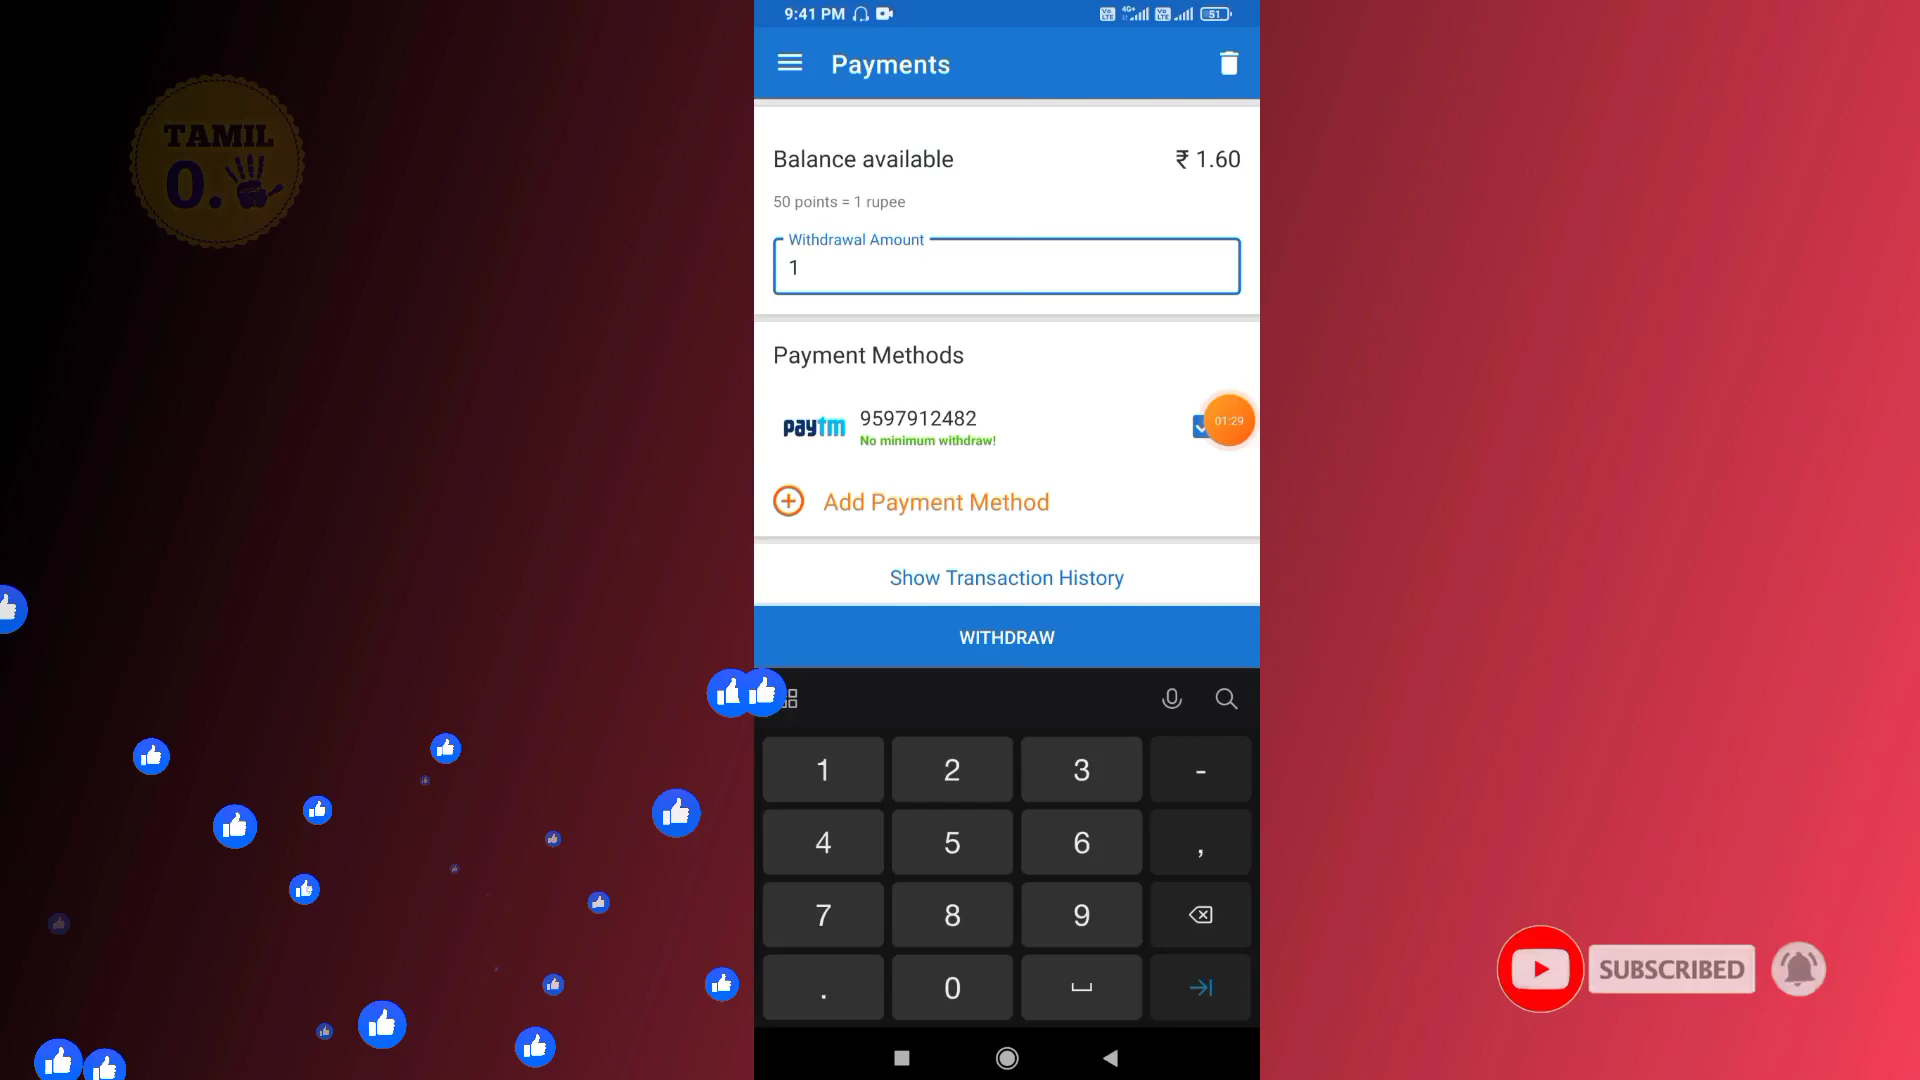 9:41 PM
4G+
51
Payments
TAMIL
0.
Balance available
₹ 1.60
50 points = 1 rupee
Withdrawal Amount
1
Payment Methods
paytm
9597912482
No minimum withdraw!
01:29
Add Payment Method
Show Transaction History
WITHDRAW
1 2 3 -
4 5 6 ,
7 8 9
. 0
SUBSCRIBED